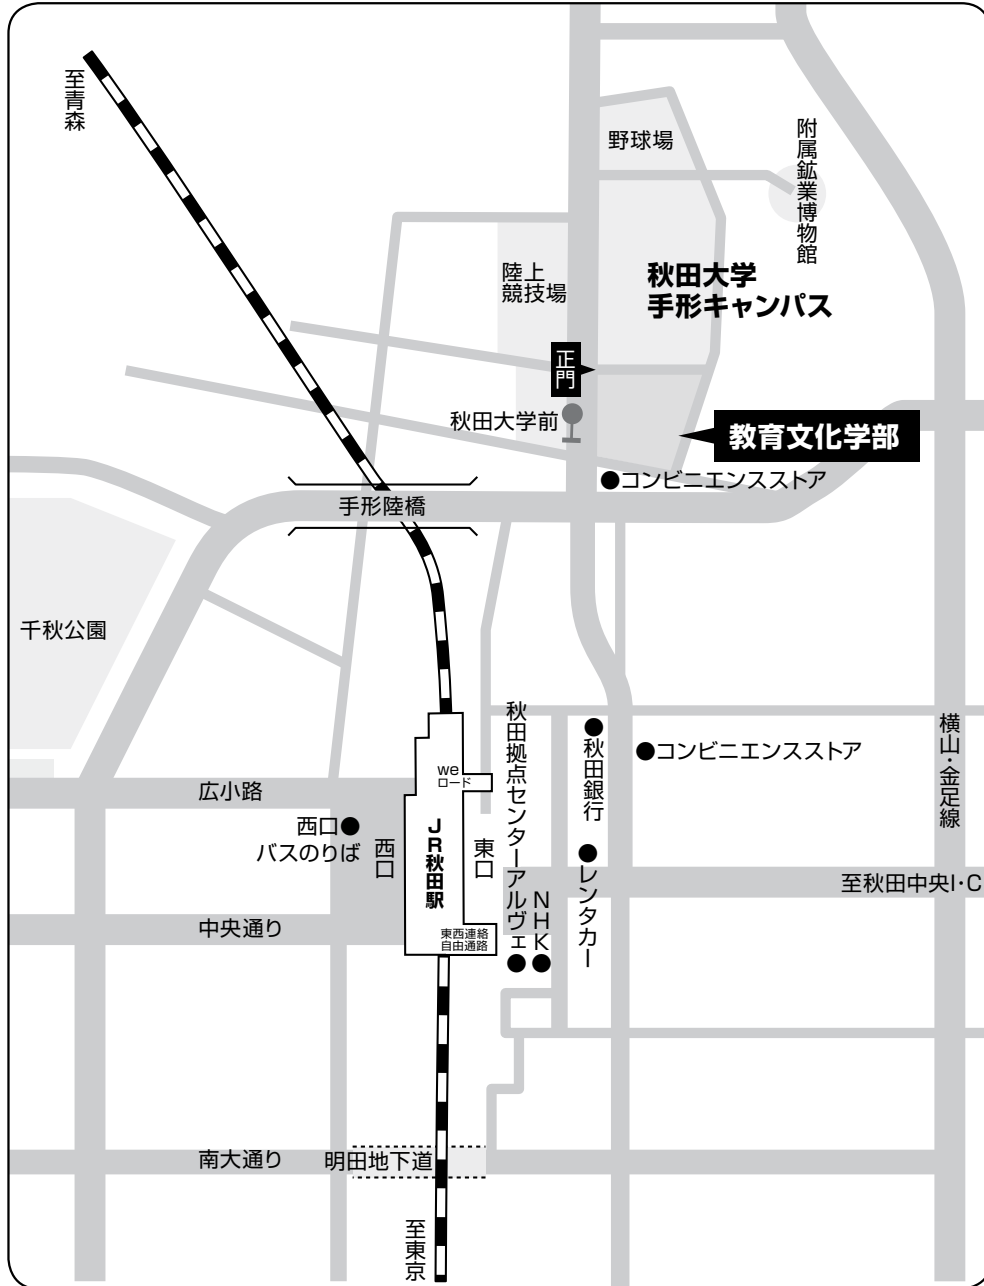 至青森
野球場
附属鉱業博物館
陸上
競技場
秋田大学
手形キャンパス
正門
秋田大学前
教育文化学部
●コンビニエンスストア
手形陸橋
千秋公園
秋田拠点センターアルヴェ●
NHK●
●秋田銀行
●コンビニエンスストア
横山・金足線
we
ロード
広小路
西口●
バスのりば
西口
JR秋田駅
東口
●レンタカー
至秋田中央I・C
中央通り
東西連絡
自由通路
南大通り
明田地下道
至東京